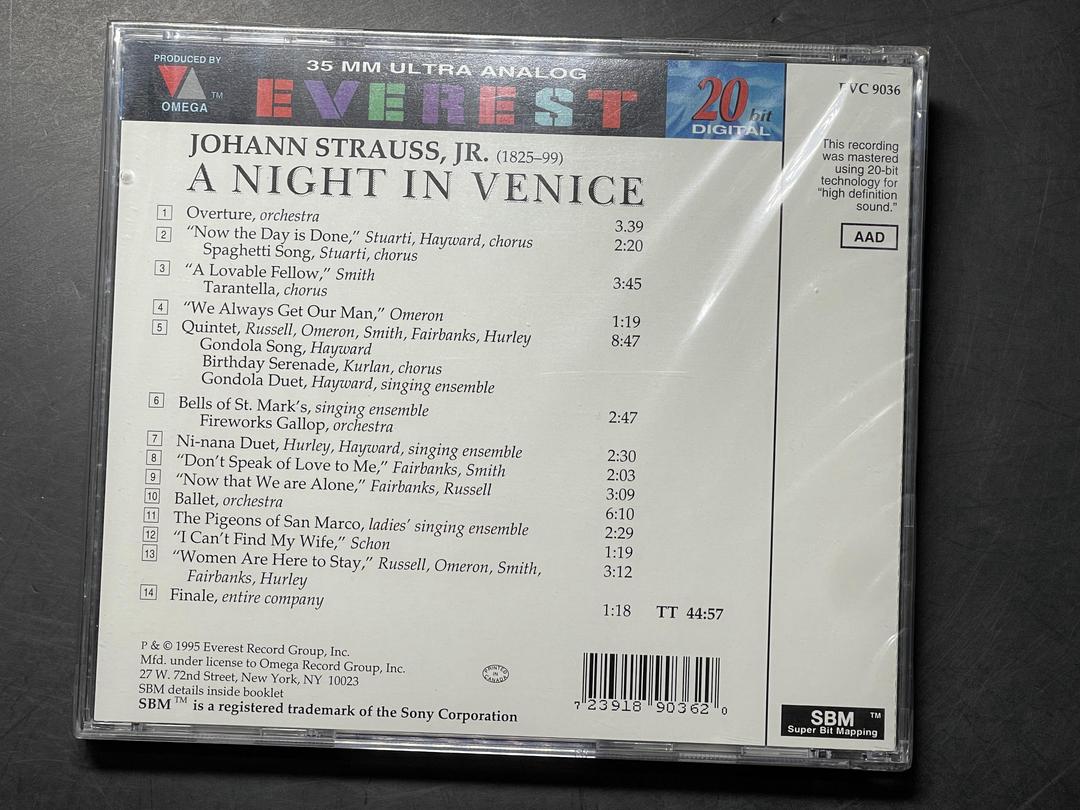 PRODUCED BY
OMEGA ™
35 MM ULTRA ANALOG
EVEREST
20 bit
DIGITAL
EVC 9036
This recording
was mastered
using 20-bit
technology for
"high definition
sound."
AAD
JOHANN STRAUSS, JR. (1825–99)
A NIGHT IN VENICE
1 Overture, orchestra 3.39
2 “Now the Day is Done,” Stuarti, Hayward, chorus 2:20
Spaghetti Song, Stuarti, chorus
3 “A Lovable Fellow,” Smith 3:45
Tarantella, chorus
4 “We Always Get Our Man,” Omeron 1:19
5 Quintet, Russell, Omeron, Smith, Fairbanks, Hurley 8:47
Gondola Song, Hayward
Birthday Serenade, Kurlan, chorus
Gondola Duet, Hayward, singing ensemble
6 Bells of St. Mark’s, singing ensemble 2:47
Fireworks Gallop, orchestra
7 Ni-nana Duet, Hurley, Hayward, singing ensemble 2:30
8 “Don’t Speak of Love to Me,” Fairbanks, Smith 2:03
9 “Now that We are Alone,” Fairbanks, Russell 3:09
10 Ballet, orchestra 6:10
11 The Pigeons of San Marco, ladies’ singing ensemble 2:29
12 “I Can’t Find My Wife,” Schon 1:19
13 “Women Are Here to Stay,” Russell, Omeron, Smith, 3:12
Fairbanks, Hurley
14 Finale, entire company 1:18 TT 44:57
P & © 1995 Everest Record Group, Inc.
Mfd. under license to Omega Record Group, Inc.
27 W. 72nd Street, New York, NY 10023
SBM details inside booklet
SBM™ is a registered trademark of the Sony Corporation
PRINTED
IN
CANADA
7 23918 90362 0
SBM ™
Super Bit Mapping